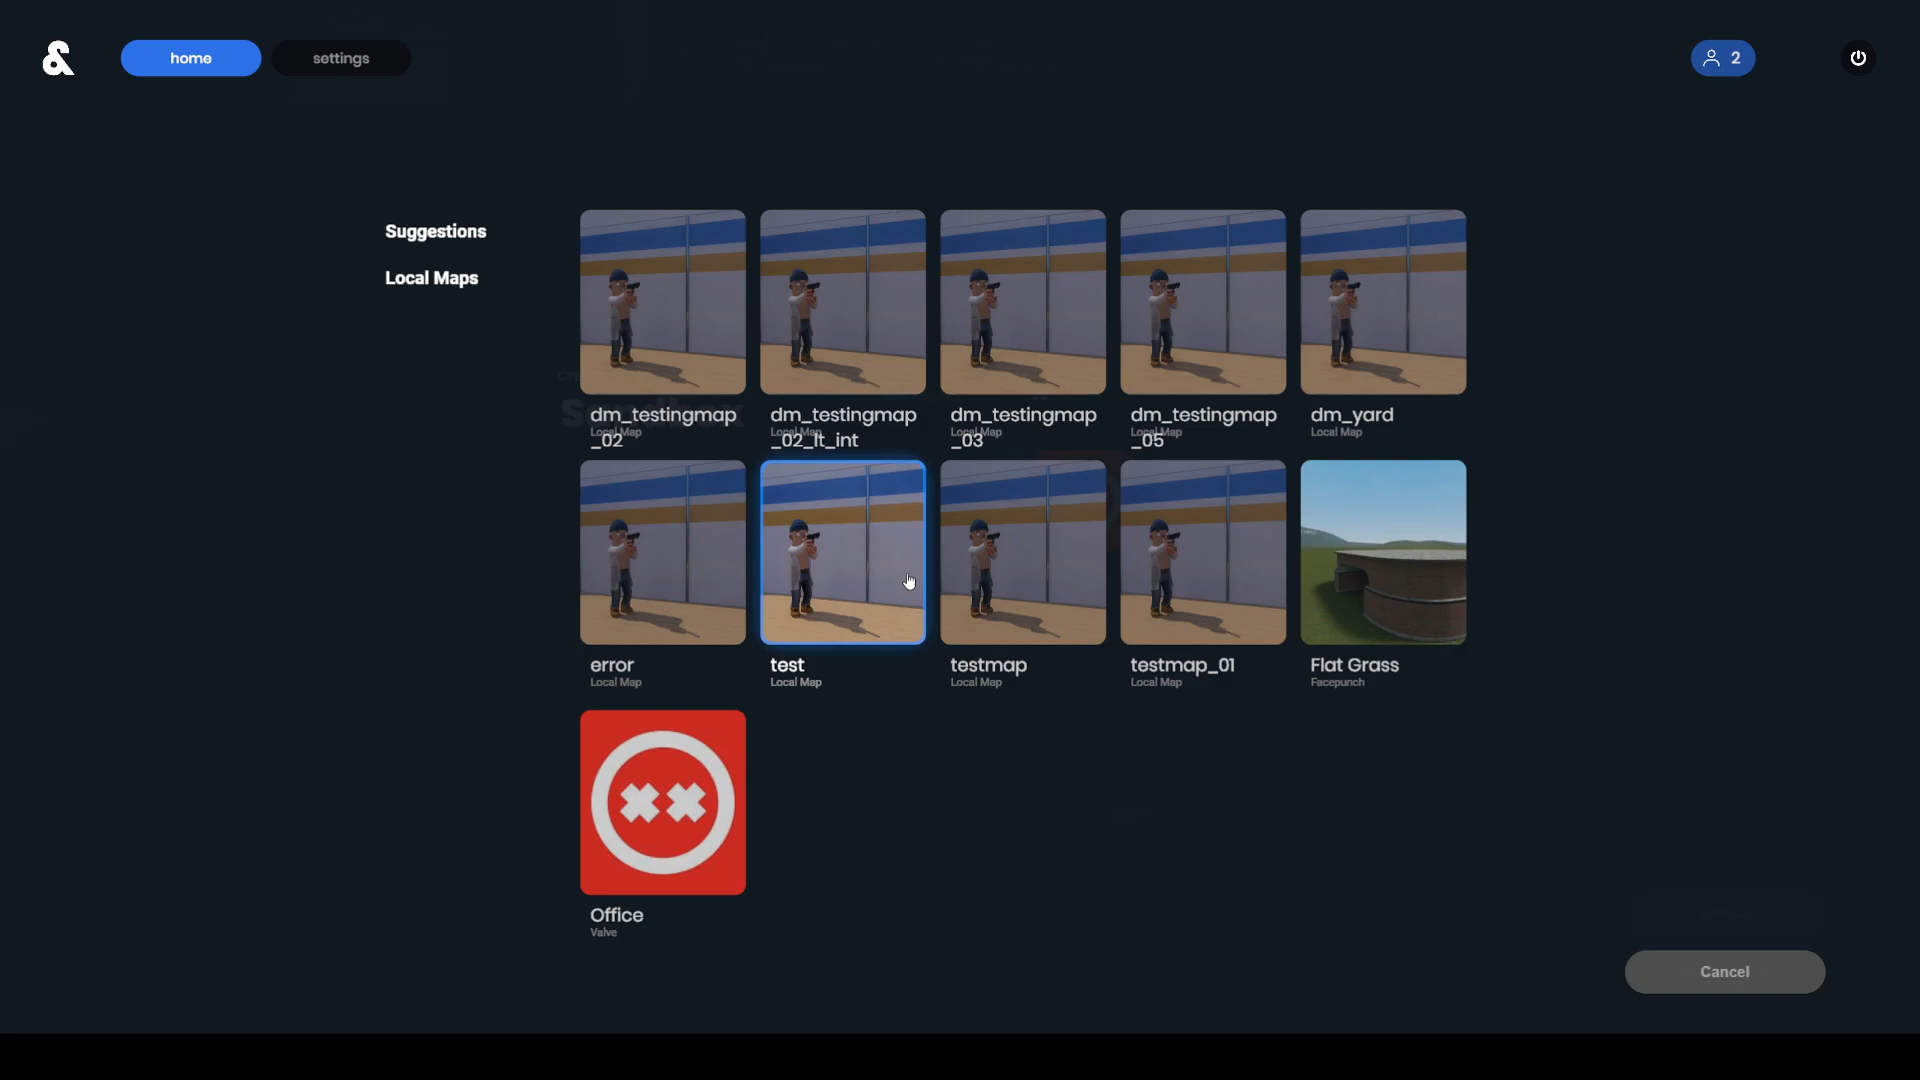 home
settings
2
Suggestions
Local Maps
dm_testingmap
_02
Local Map
dm_testingmap
_02_lt_int
Local Map
dm_testingmap
_03
Local Map
dm_testingmap
_05
Local Map
dm_yard
Local Map
error
Local Map
test
Local Map
testmap
Local Map
testmap_01
Local Map
Flat Grass
Facepunch
Office
Valve
Sandbox
Cancel